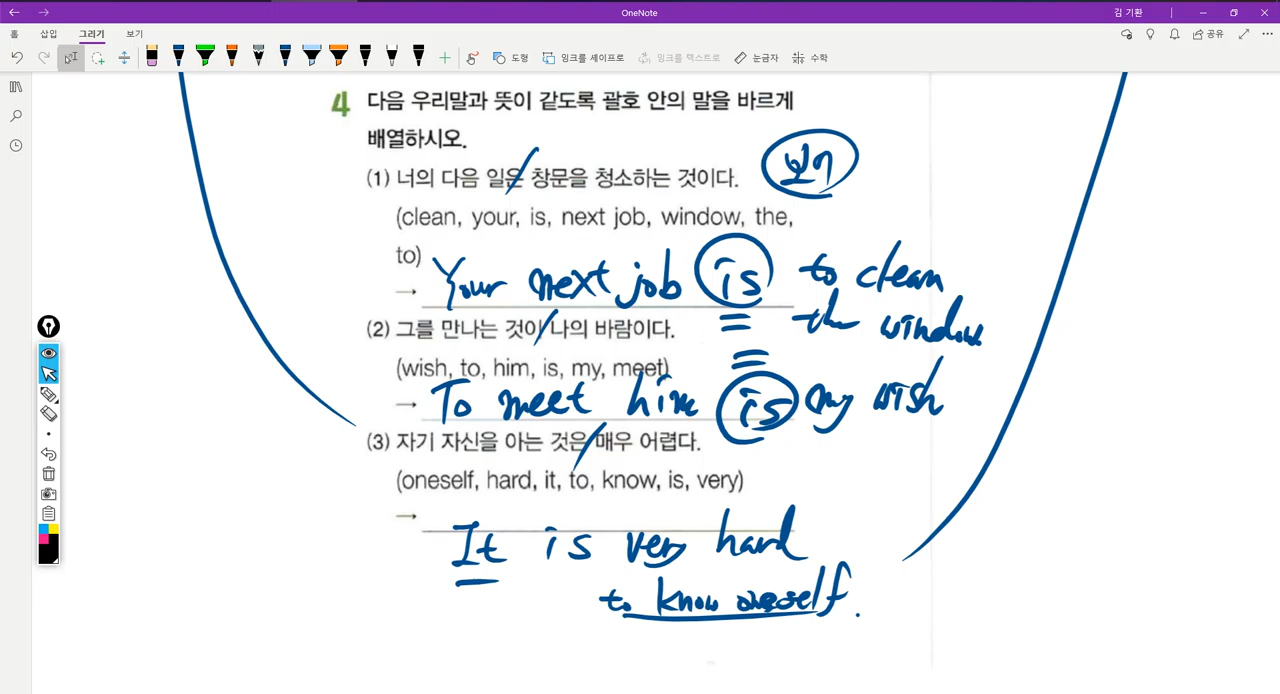 OneNote
김 기환
홈 삽입 그리기 보기
공유
도형 잉크를 셰이프로 잉크를 텍스트로 눈금자 수학
4 다음 우리말과 뜻이 같도록 괄호 안의 말을 바르게
배열하시오.
(1) 너의 다음 일은 창문을 청소하는 것이다.
보어
(clean, your, is, next job, window, the,
to)
→ Your next job is to clean
= the window.
(2) 그를 만나는 것이 나의 바람이다.
(wish, to, him, is, my, meet)
=
→ To meet him is my wish
(3) 자기 자신을 아는 것은 매우 어렵다.
(oneself, hard, it, to, know, is, very)
→
It is very hard
to know oneself.